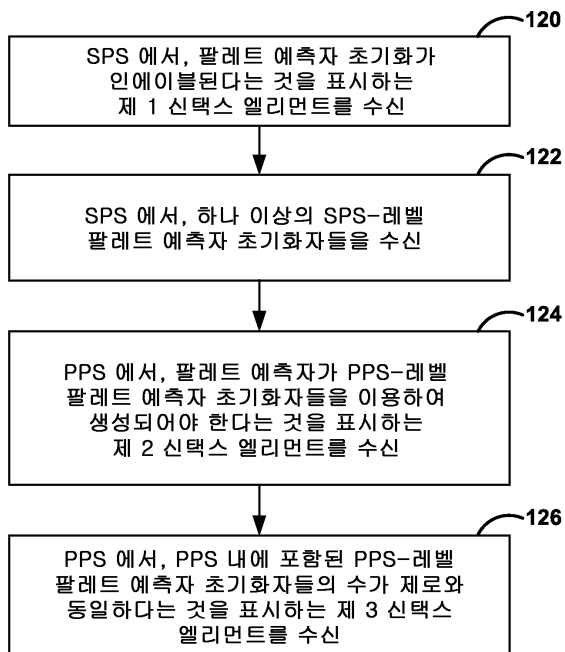 120
SPS 에서, 팔레트 예측자 초기화가
인에이블된다는 것을 표시하는
제 1 신택스 엘리먼트를 수신
122
SPS 에서, 하나 이상의 SPS-레벨
팔레트 예측자 초기화자들을 수신
124
PPS 에서, 팔레트 예측자가 PPS-레벨
팔레트 예측자 초기화자들을 이용하여
생성되어야 한다는 것을 표시하는
제 2 신택스 엘리먼트를 수신
126
PPS 에서, PPS 내에 포함된 PPS-레벨
팔레트 예측자 초기화자들의 수가 제로와
동일하다는 것을 표시하는 제 3 신택스
엘리먼트를 수신